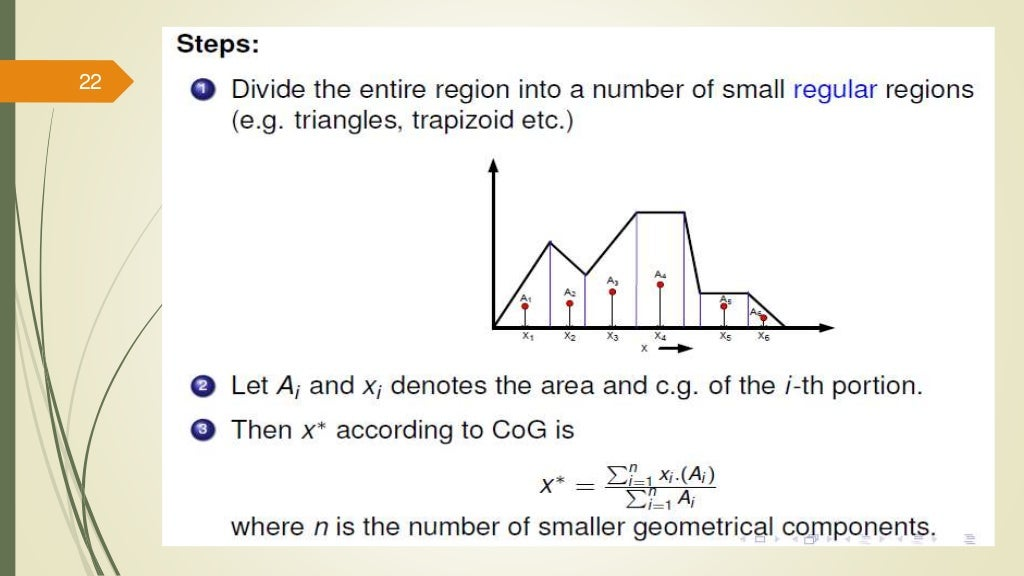 22
Steps:
1 Divide the entire region into a number of small regular regions
(e.g. triangles, trapizoid etc.)
A1 A2 A3 A4 A5 A6
x1 x2 x3 x4 x5 x6
x
2 Let Ai and xi denotes the area and c.g. of the i-th portion.
3 Then x* according to CoG is
x* = ∑ⁿᵢ₌₁ xi.(Ai) / ∑ⁿᵢ₌₁ Ai
where n is the number of smaller geometrical components.